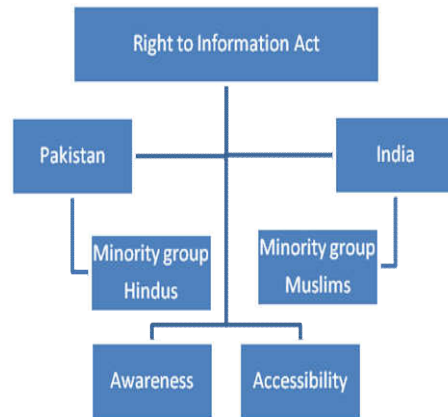 Right to Information Act
Pakistan
India
Minority group
Hindus
Minority group
Muslims
Awareness
Accessibility